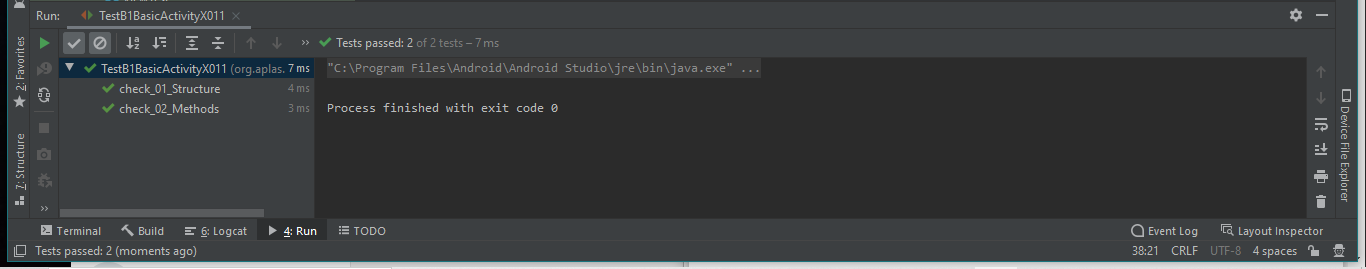 Run: TestB1BasicActivityX011
Tests passed: 2 of 2 tests – 7 ms
TestB1BasicActivityX011 (org.aplas. 7 ms
check_01_Structure 4 ms
check_02_Methods 3 ms
"C:\Program Files\Android\Android Studio\jre\bin\java.exe" ...
Process finished with exit code 0
2: Favorites
7: Structure
Device File Explorer
Terminal Build 6: Logcat 4: Run TODO Event Log Layout Inspector
Tests passed: 2 (moments ago) 38:21 CRLF UTF-8 4 spaces